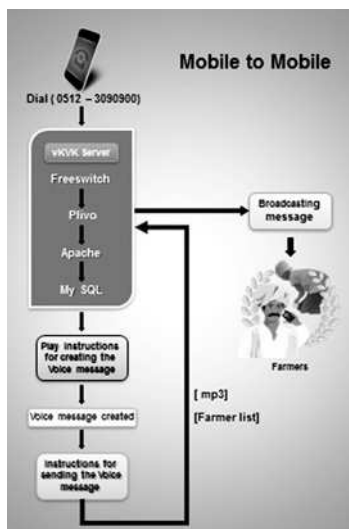 Mobile to Mobile
Dial ( 0512 – 3090900)
vKVK Server
Freeswitch
Plivo
Apache
My SQL
Broadcasting
message
Farmers
Play instructions
for creating the
Voice message
Voice message created
Instructions for
sending the Voice
message
[ mp3]
[Farmer list]